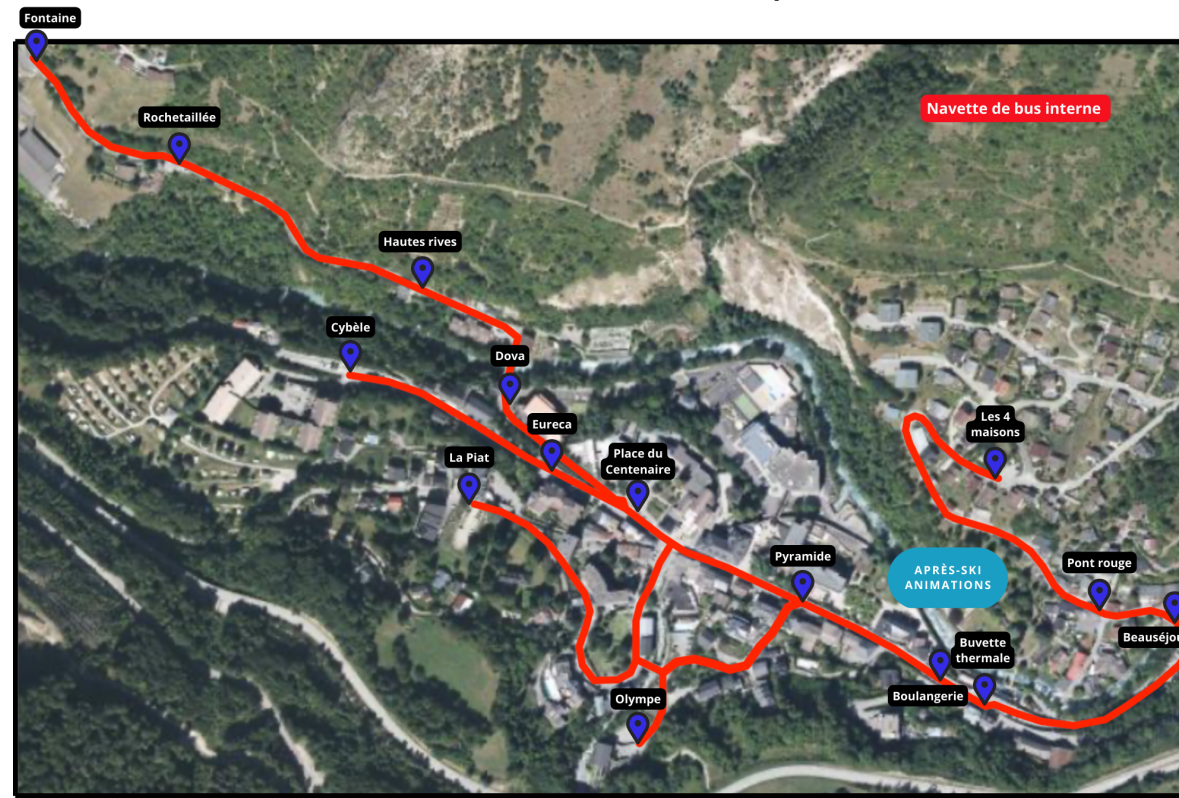 Fontaine
Navette de bus interne
Rochetaillée
Hautes rives
Cybèle
Dova
Eureca
Les 4
maisons
La Piat
Place du
Centenaire
Pyramide
APRÈS-SKI
ANIMATIONS
Pont rouge
Beauséjou
Buvette
thermale
Boulangerie
Olympe